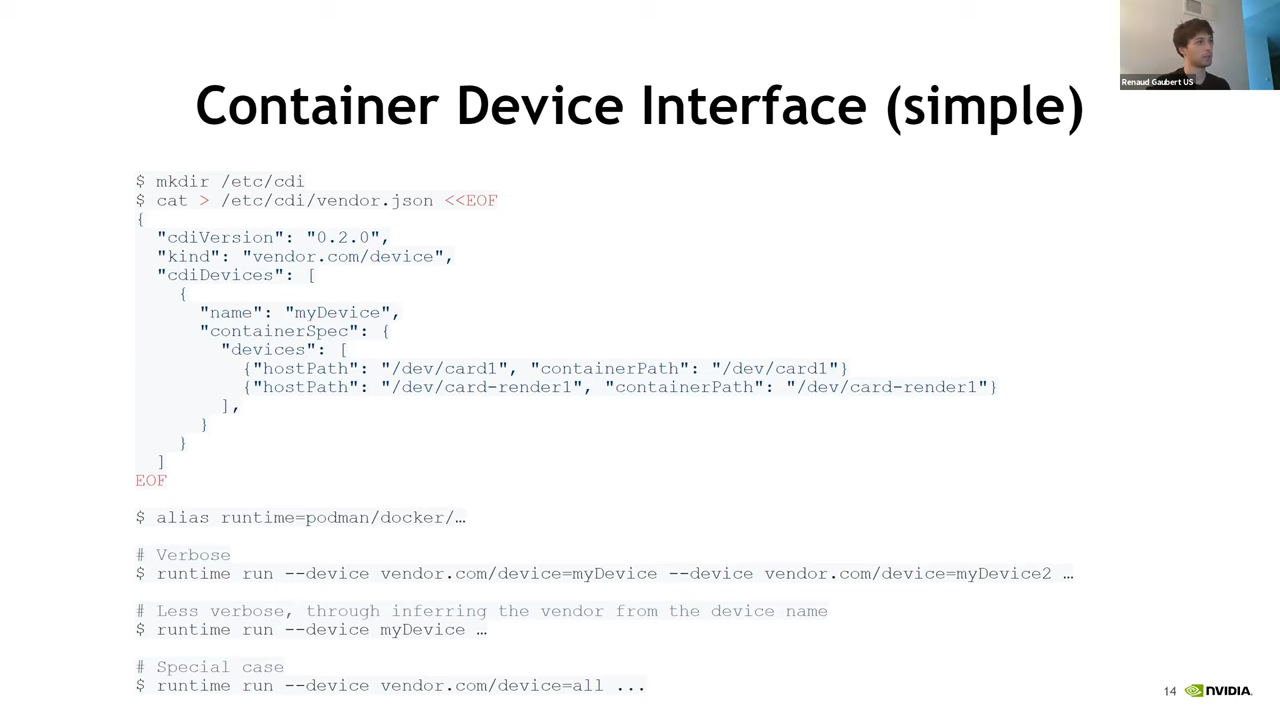 Renaud Gaubert US
Container Device Interface (simple)
$ mkdir /etc/cdi
$ cat > /etc/cdi/vendor.json <<EOF
{
  "cdiVersion": "0.2.0",
  "kind": "vendor.com/device",
  "cdiDevices": [
    {
      "name": "myDevice",
      "containerSpec": {
        "devices": [
          {"hostPath": "/dev/card1", "containerPath": "/dev/card1"}
          {"hostPath": "/dev/card-render1", "containerPath": "/dev/card-render1"}
        ],
      }
    }
  ]
EOF
$ alias runtime=podman/docker/…
# Verbose
$ runtime run --device vendor.com/device=myDevice --device vendor.com/device=myDevice2 …
# Less verbose, through inferring the vendor from the device name
$ runtime run --device myDevice …
# Special case
$ runtime run --device vendor.com/device=all ...
14 NVIDIA.